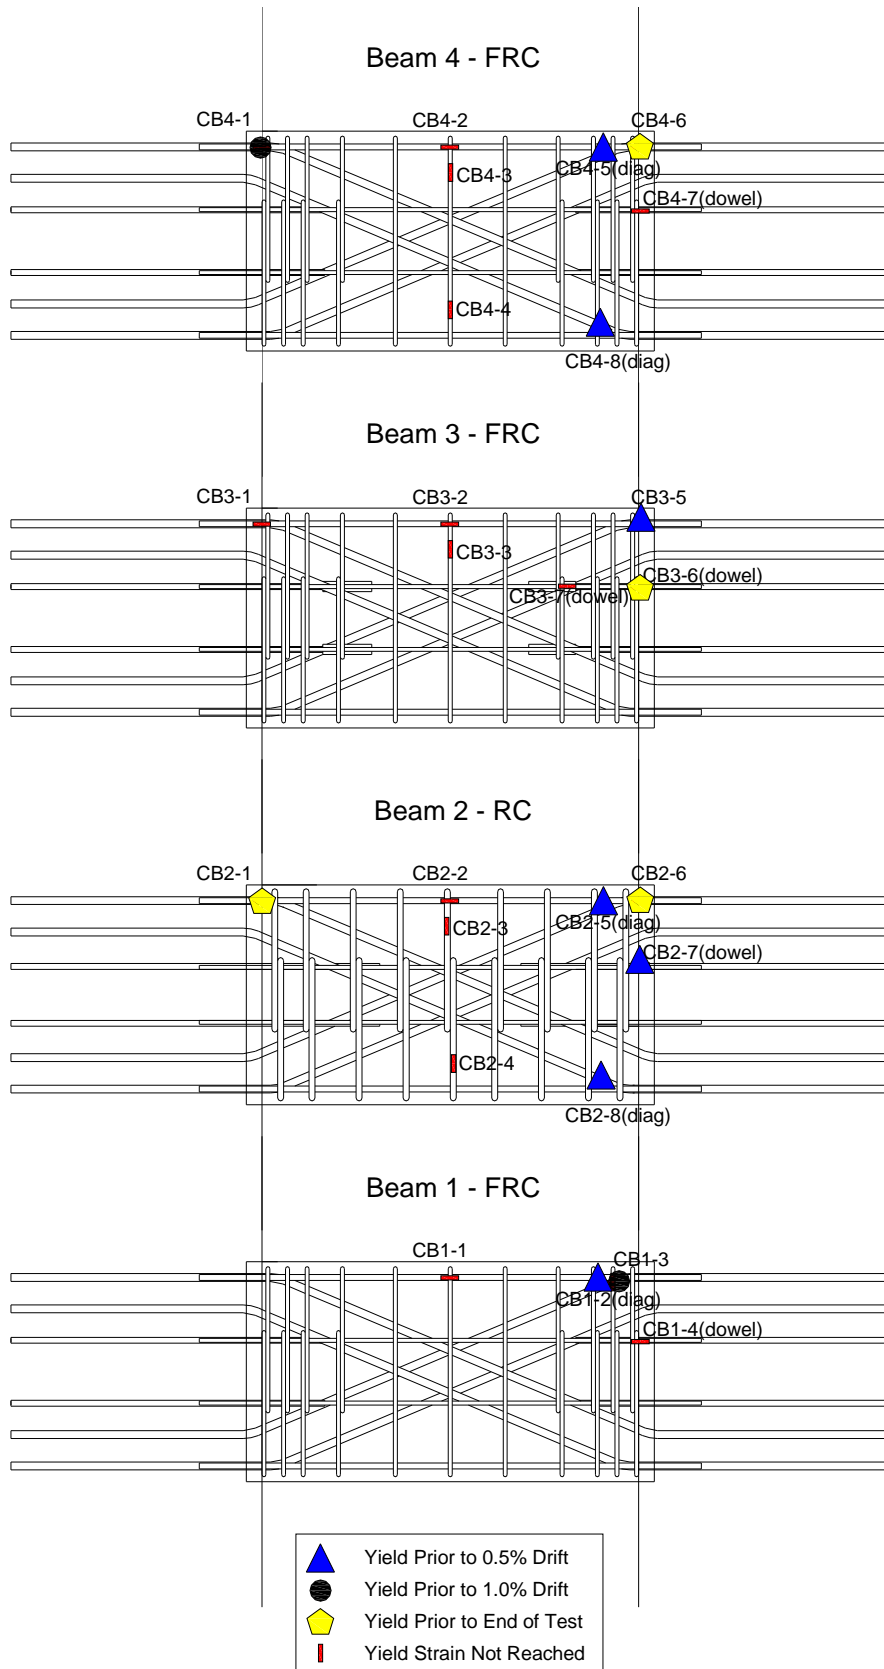 Beam 4 - FRC
CB4-1
CB4-2
CB4-6
CB4-5(diag)
CB4-3
CB4-7(dowel)
CB4-4
CB4-8(diag)
Beam 3 - FRC
CB3-1
CB3-2
CB3-5
CB3-3
CB3-6(dowel)
CB3-7(dowel)
Beam 2 - RC
CB2-1
CB2-2
CB2-6
CB2-5(diag)
CB2-3
CB2-7(dowel)
CB2-4
CB2-8(diag)
Beam 1 - FRC
CB1-1
CB1-3
CB1-2(diag)
CB1-4(dowel)
Yield Prior to 0.5% Drift
Yield Prior to 1.0% Drift
Yield Prior to End of Test
Yield Strain Not Reached